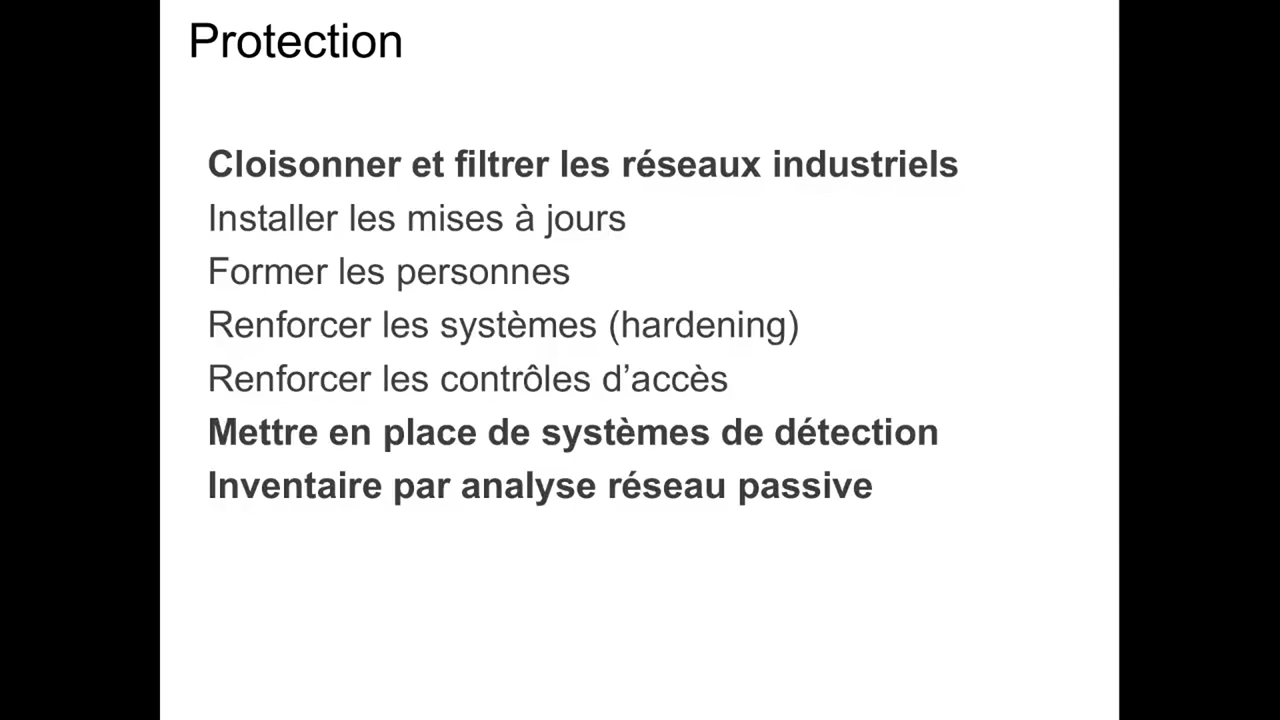 Protection
Cloisonner et filtrer les réseaux industriels
Installer les mises à jours
Former les personnes
Renforcer les systèmes (hardening)
Renforcer les contrôles d’accès
Mettre en place de systèmes de détection
Inventaire par analyse réseau passive